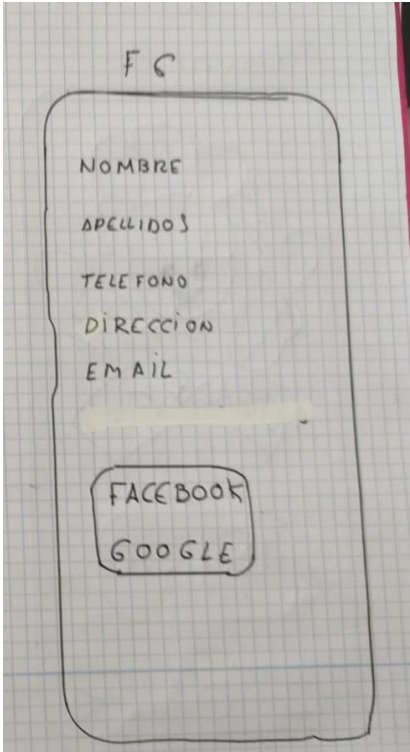 F6
NOMBRE
APELLIDOS
TELEFONO
DIRECCION
EMAIL
FACEBOOK
GOOGLE